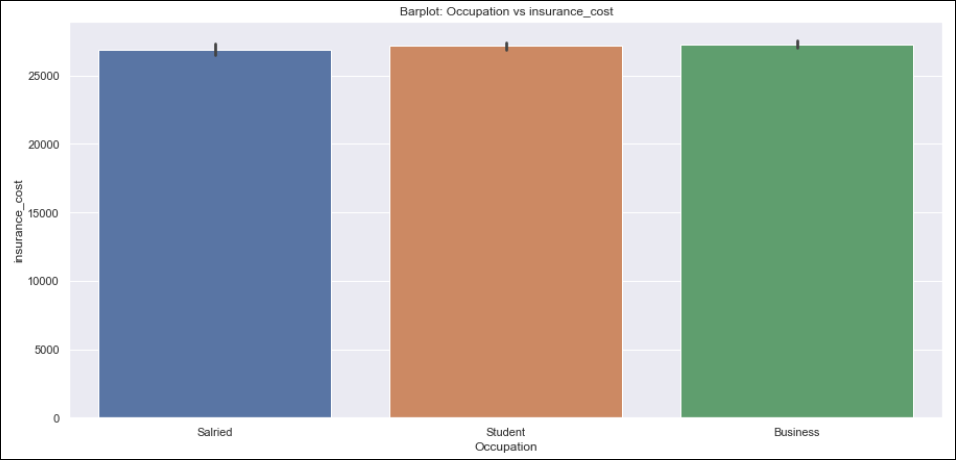 Barplot: Occupation vs insurance_cost
25000
20000
15000
10000
5000
0
insurance_cost
Salried
Student
Business
Occupation